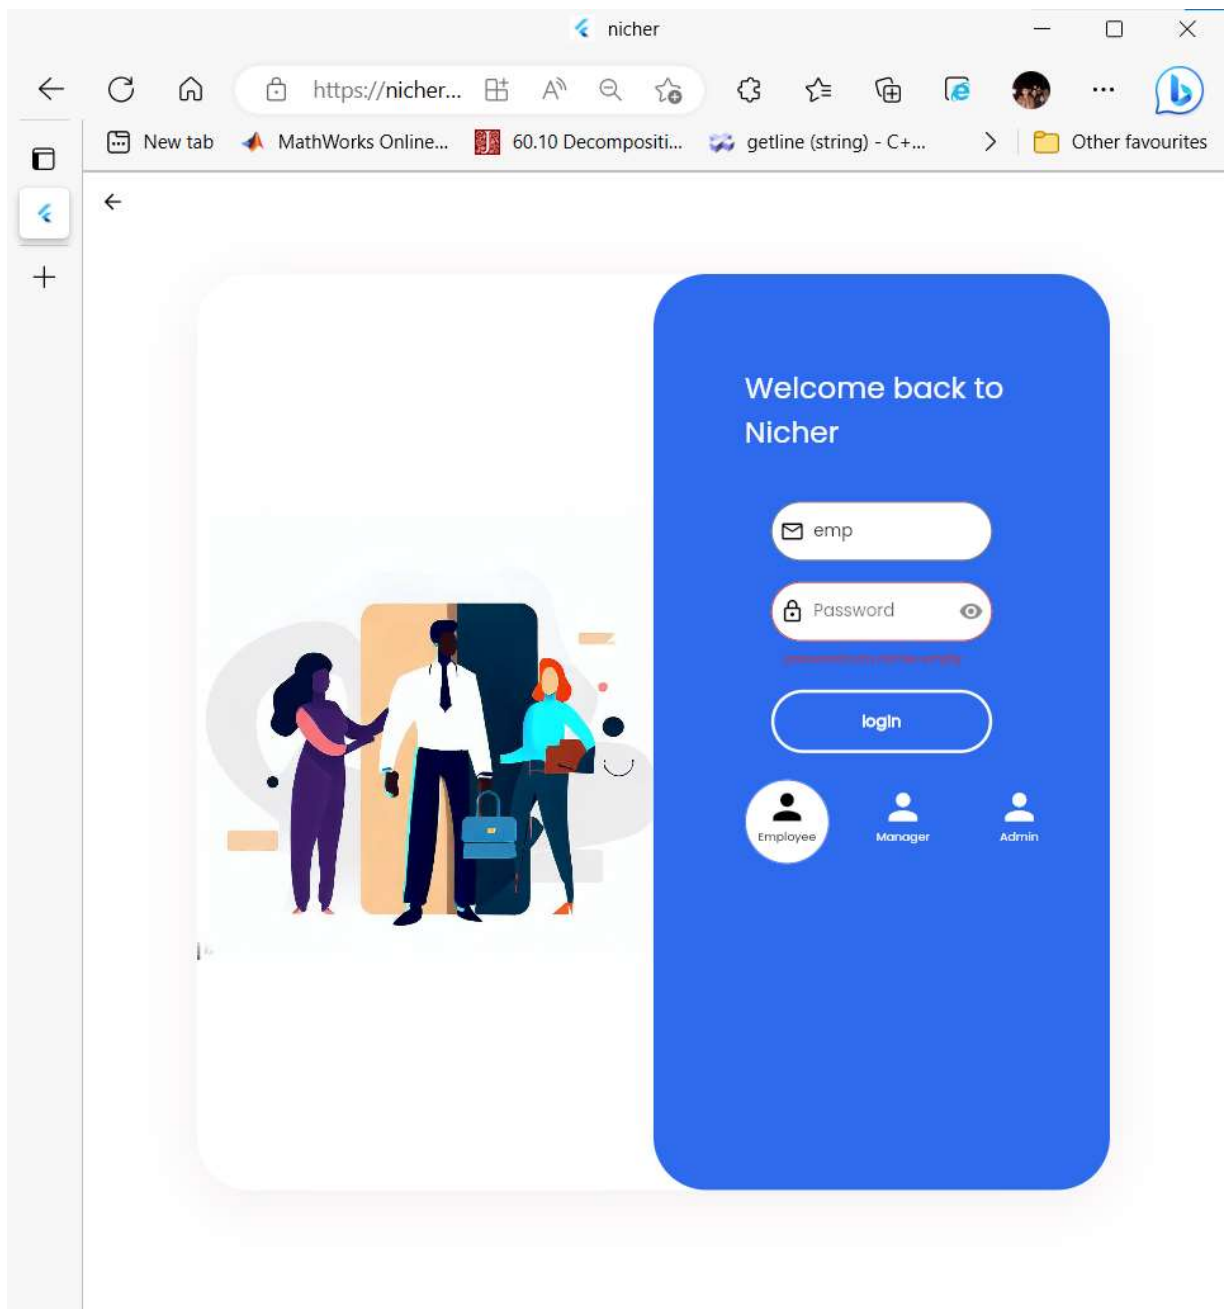 nicher
https://nicher...
New tab
MathWorks Online...
60.10 Decompositi...
getline (string) - C+...
Other favourites
Welcome back to
Nicher
emp
Password
login
Employee
Manager
Admin